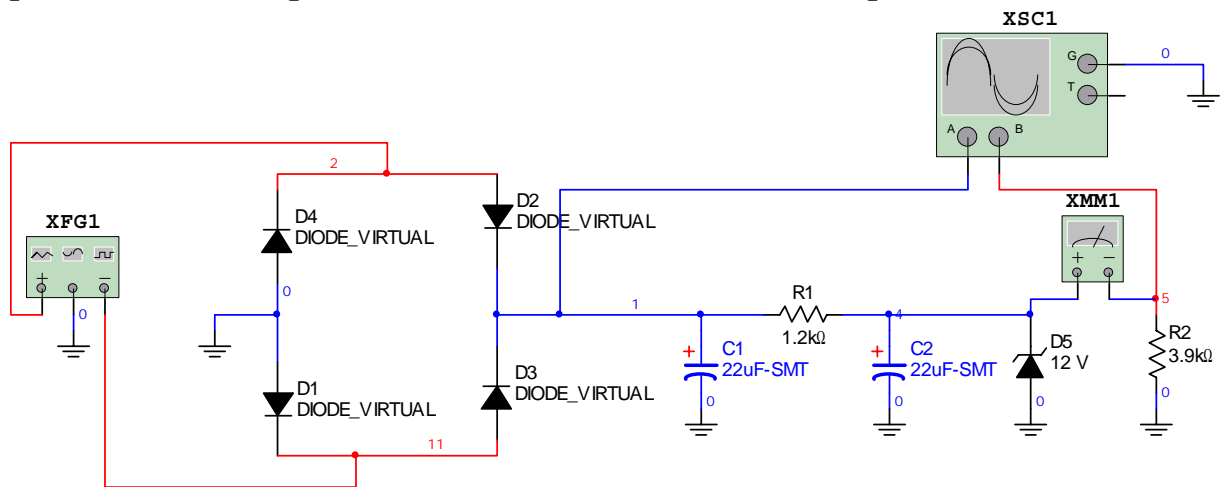 XSC1
G
T
A
B
0
2
XFG1
+
−
0
D4
DIODE_VIRTUAL
0
D2
DIODE_VIRTUAL
XMM1
+
−
1
R1
1.2kΩ
4
5
+
C1
22uF-SMT
0
+
C2
22uF-SMT
0
D5
12 V
0
R2
3.9kΩ
0
D1
DIODE_VIRTUAL
D3
DIODE_VIRTUAL
11